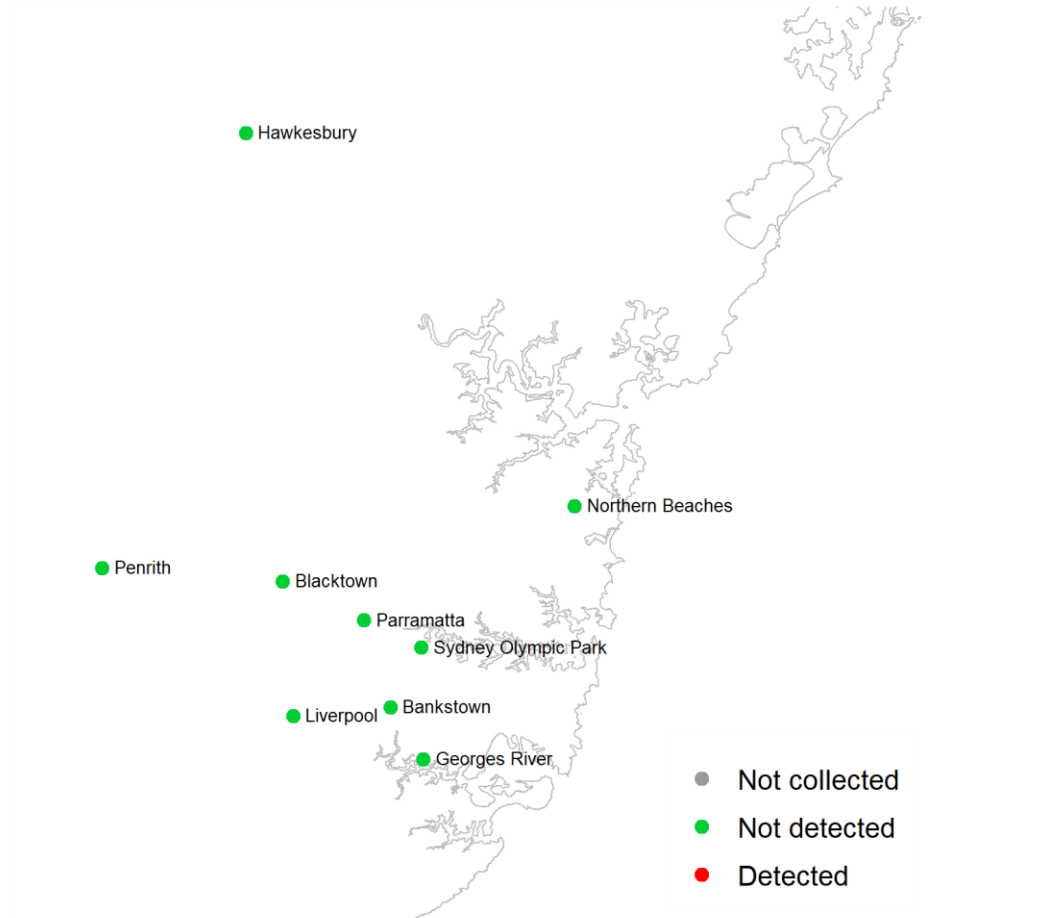 Hawkesbury
Northern Beaches
Penrith
Blacktown
Parramatta
Sydney Olympic Park
Bankstown
Liverpool
Georges River
Not collected
Not detected
Detected